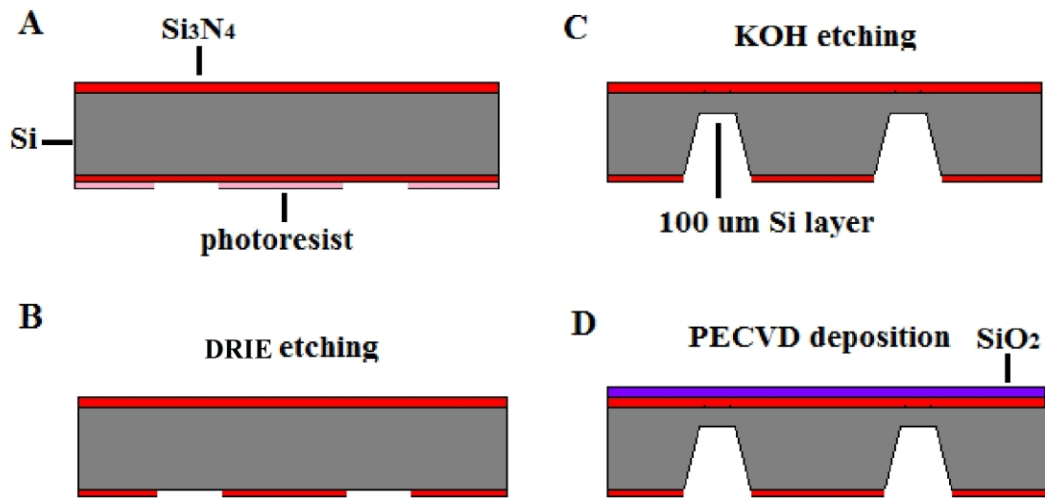 A
Si₃N₄
Si
photoresist
B
DRIE etching
C
KOH etching
100 um Si layer
D
PECVD deposition
SiO₂